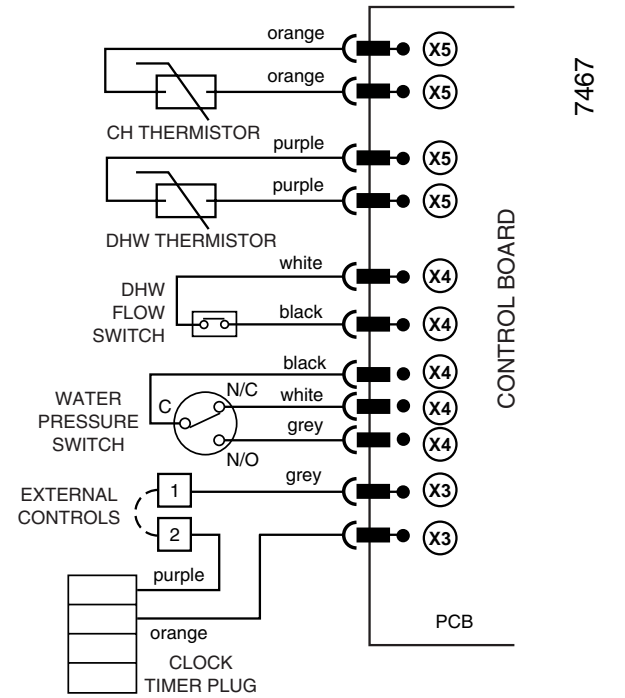 orange
X5
orange
X5
CH THERMISTOR
purple
X5
purple
X5
DHW THERMISTOR
white
X4
DHW
FLOW
SWITCH
black
X4
black
X4
WATER
PRESSURE
SWITCH
C
N/C
white
X4
grey
X4
N/O
EXTERNAL
CONTROLS
1
grey
X3
2
X3
purple
orange
CLOCK
TIMER PLUG
PCB
CONTROL BOARD
7467